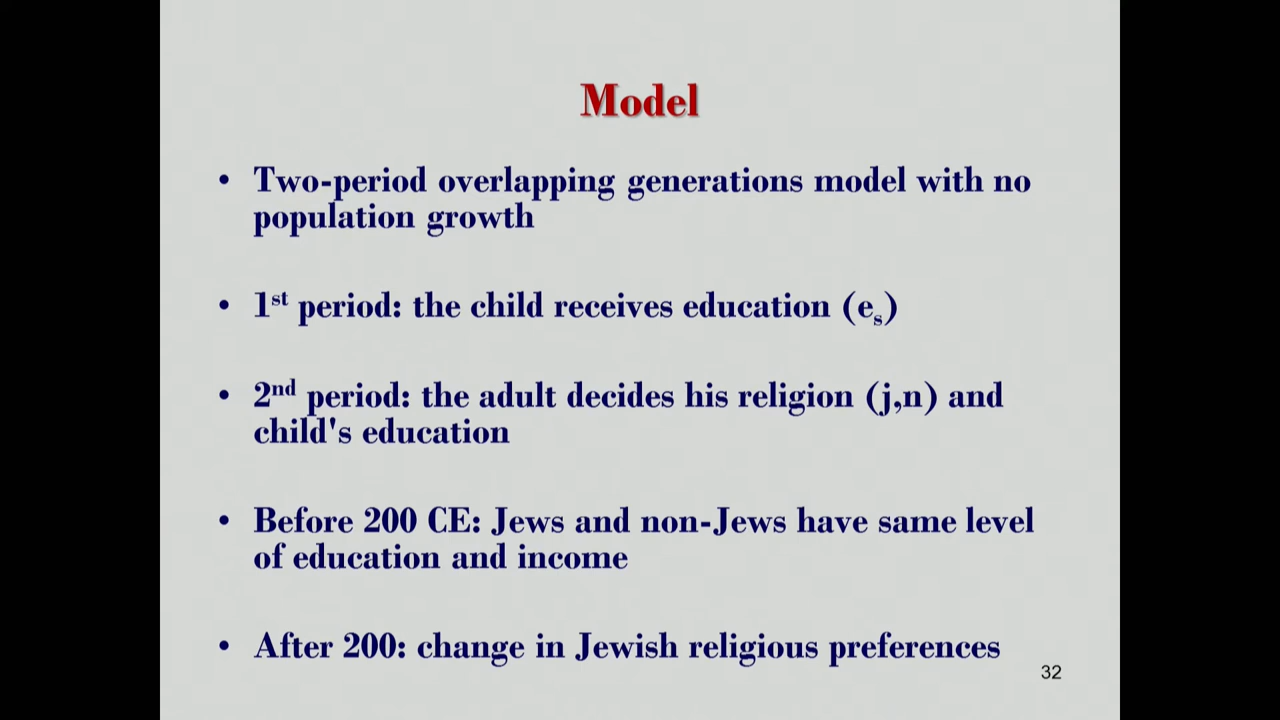 Model
• Two-period overlapping generations model with no
population growth
• 1st period: the child receives education (es)
• 2nd period: the adult decides his religion (j,n) and
child's education
• Before 200 CE: Jews and non-Jews have same level
of education and income
• After 200: change in Jewish religious preferences
32